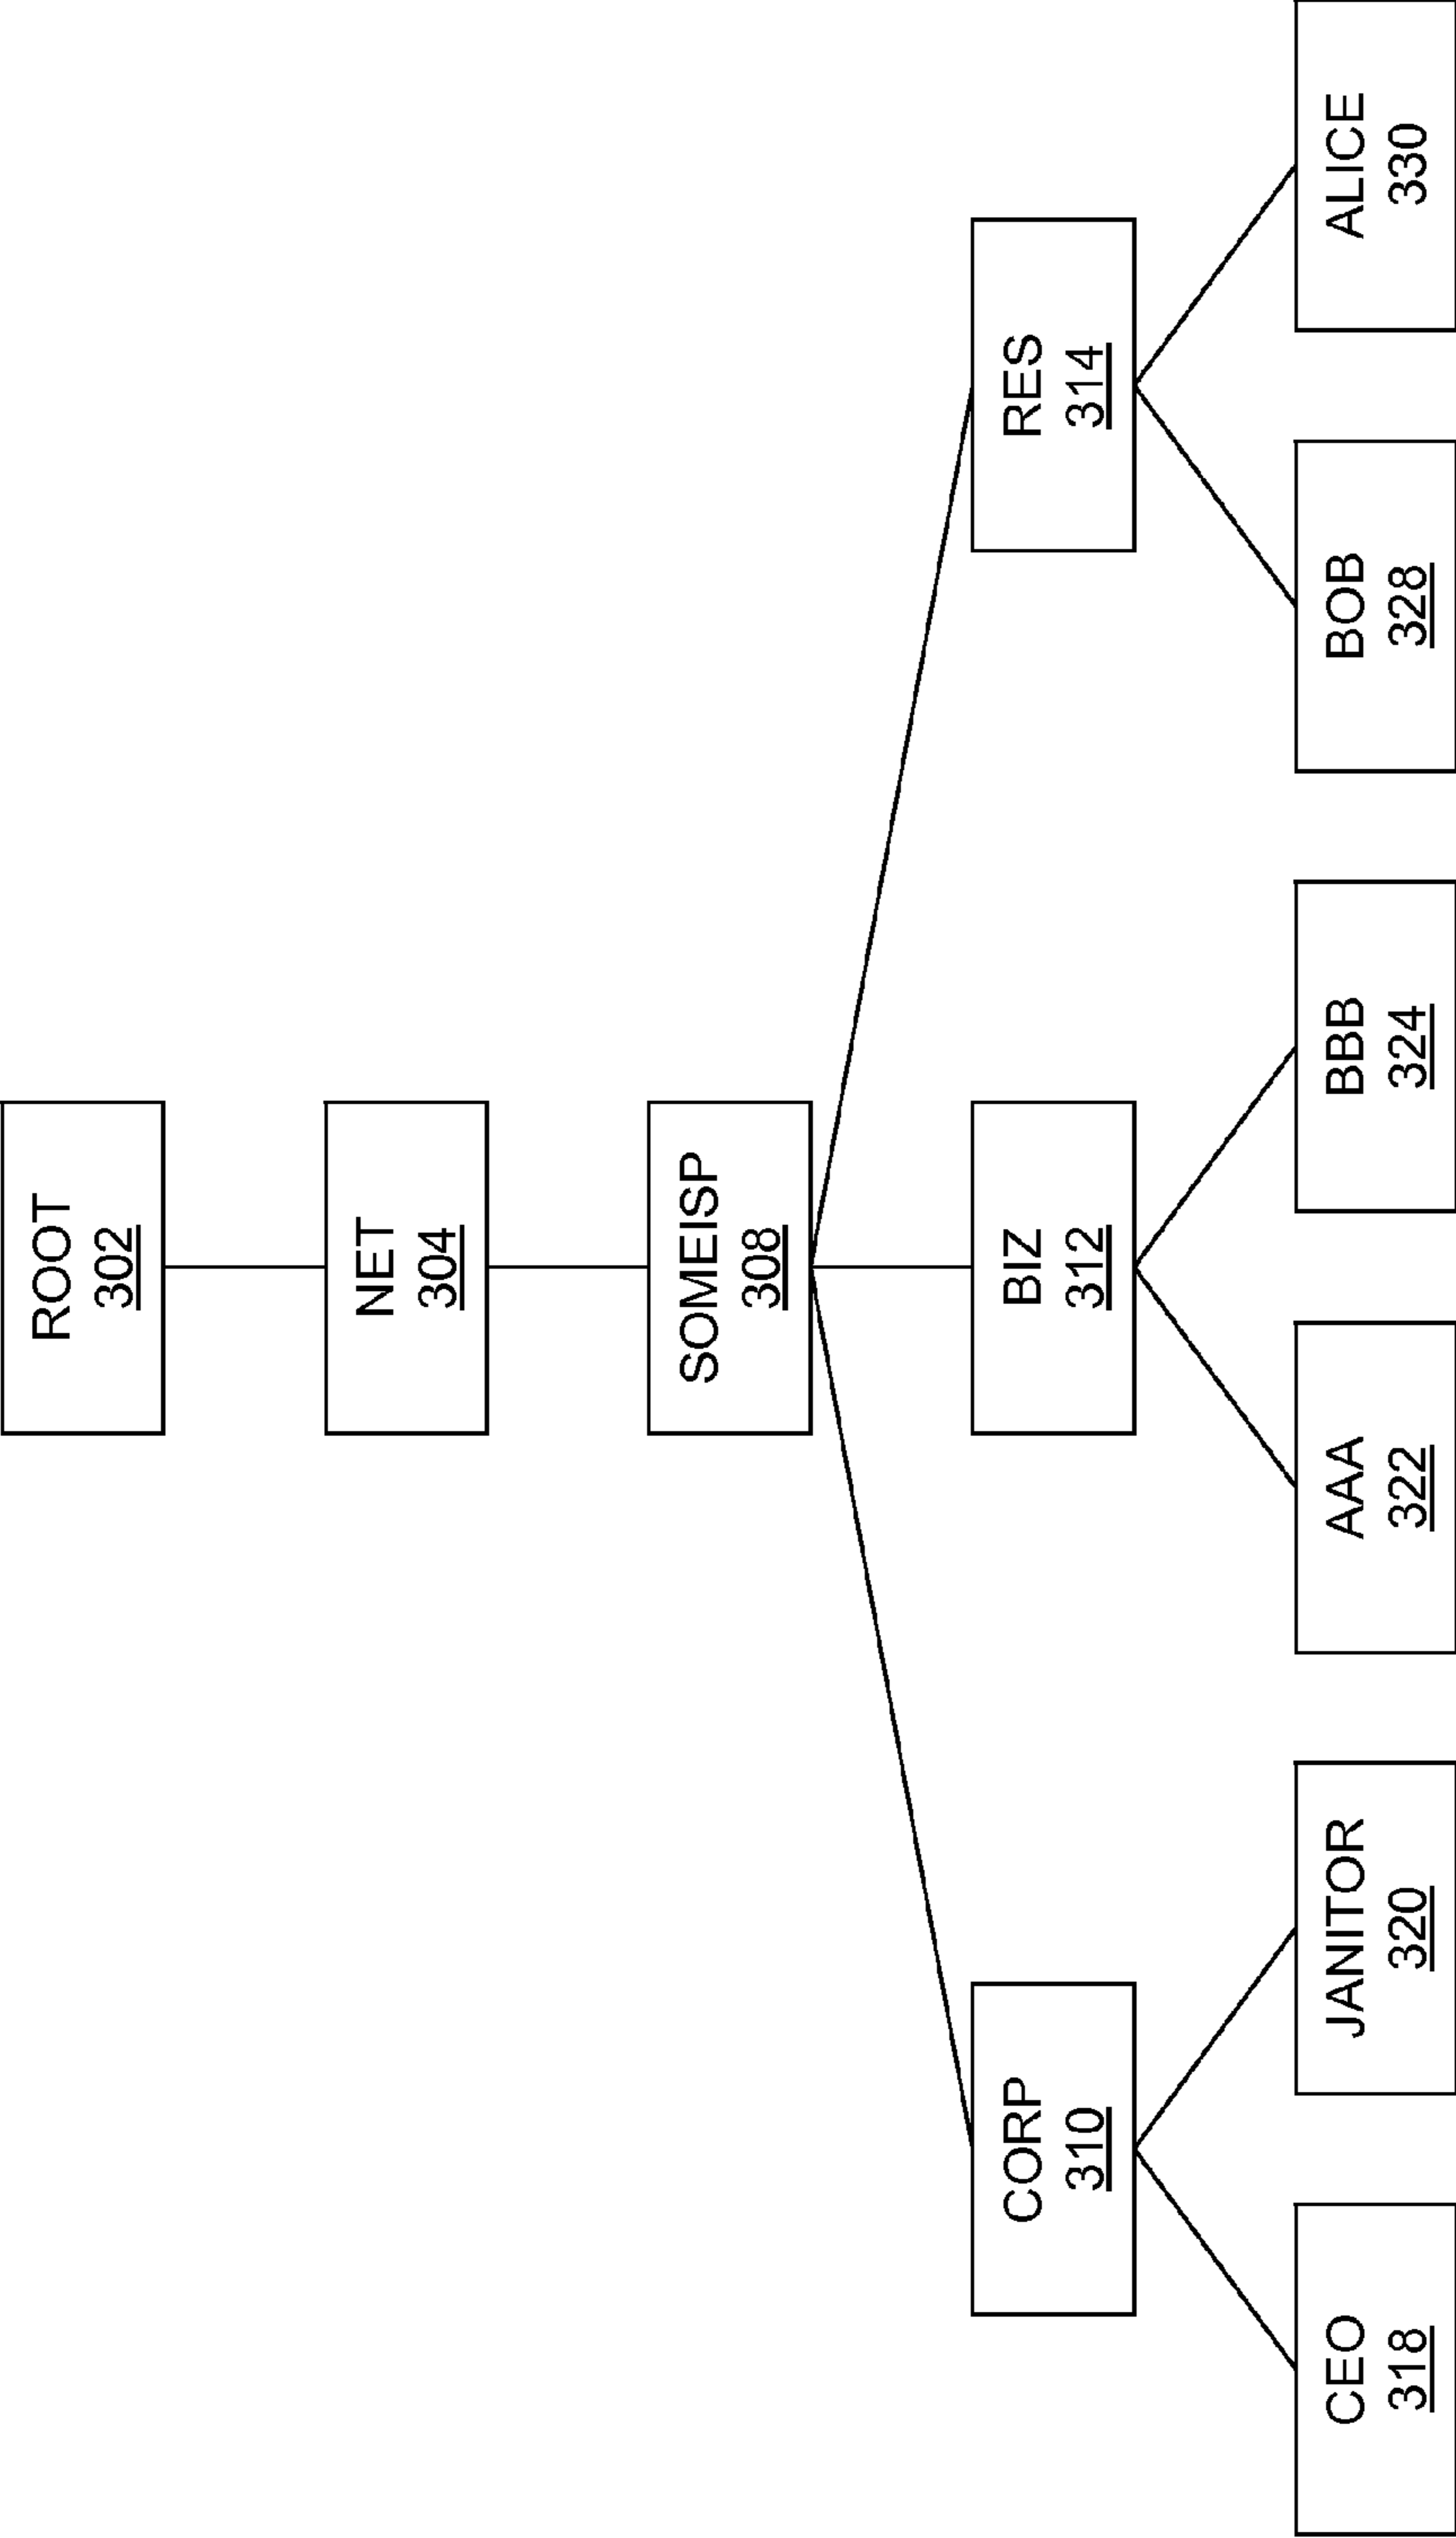 ROOT
302
NET
304
SOMEISP
308
CORP
310
BIZ
312
RES
314
CEO
318
JANITOR
320
AAA
322
BBB
324
BOB
328
ALICE
330